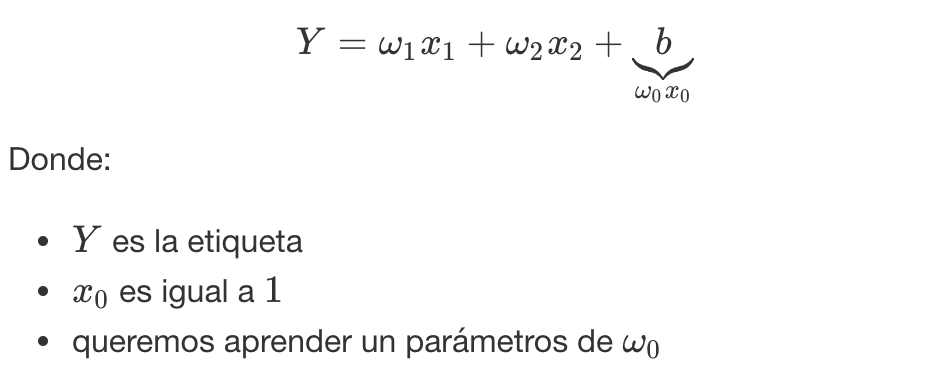 Y = ω₁x₁ + ω₂x₂ + b
ω₀x₀
Donde:
• Y es la etiqueta
• x₀ es igual a 1
• queremos aprender un parámetros de ω₀